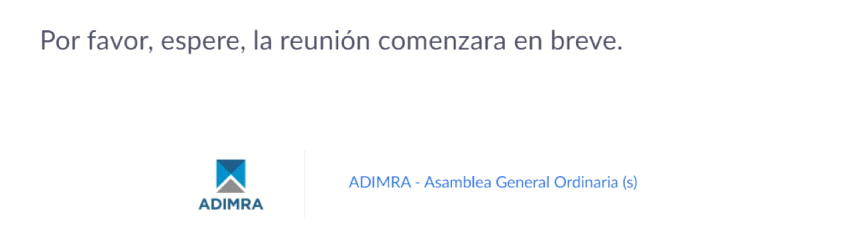 Por favor, espere, la reunión comenzara en breve.
ADIMRA
ADIMRA - Asamblea General Ordinaria (s)